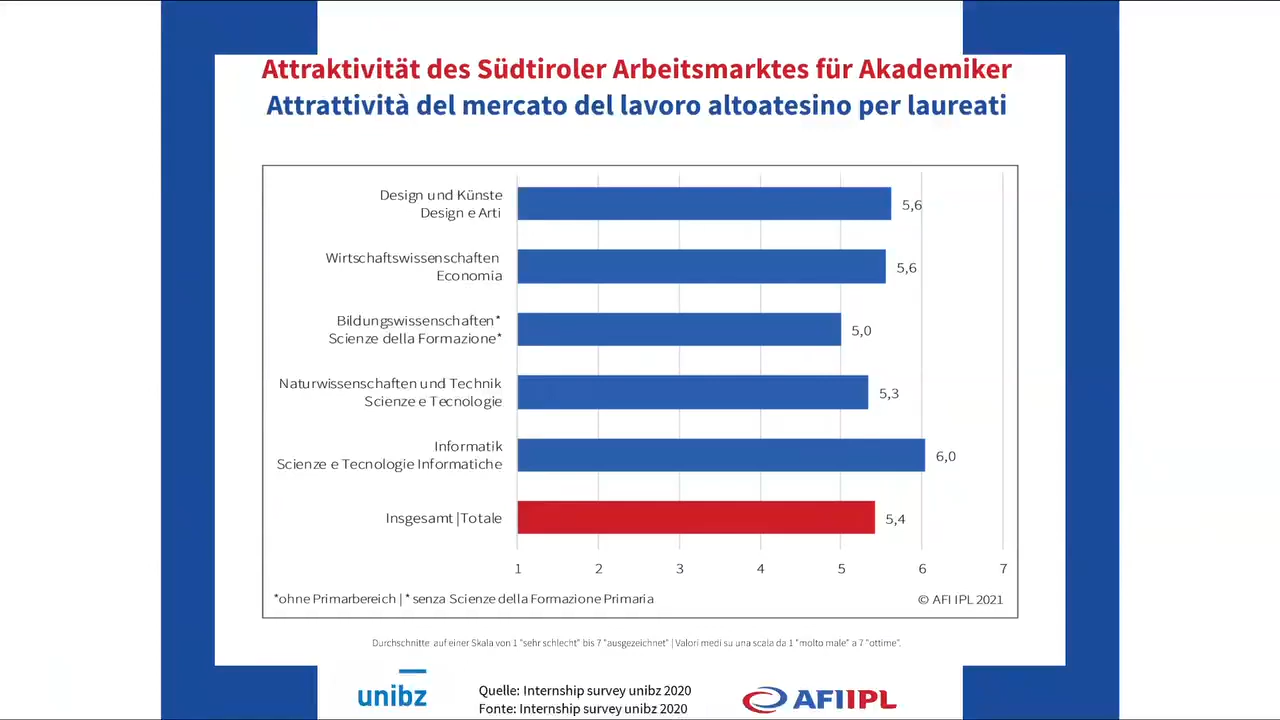 Attraktivität des Südtiroler Arbeitsmarktes für Akademiker
Attrattività del mercato del lavoro altoatesino per laureati
Design und Künste
Design e Arti
5,6
Wirtschaftswissenschaften
Economia
5,6
Bildungswissenschaften*
Scienze della Formazione*
5,0
Naturwissenschaften und Technik
Scienze e Tecnologie
5,3
Informatik
Scienze e Tecnologie Informatiche
6,0
Insgesamt|Totale
5,4
1 2 3 4 5 6 7
*ohne Primarbereich | * senza Scienze della Formazione Primaria
© AFI IPL 2021
Durchschnitte auf einer Skala von 1 "sehr schlecht" bis 7 "ausgezeichnet" | Valori medi su una scala da 1 "molto male" a 7 "ottime".
unibz
Quelle: Internship survey unibz 2020
Fonte: Internship survey unibz 2020
AFIIPL